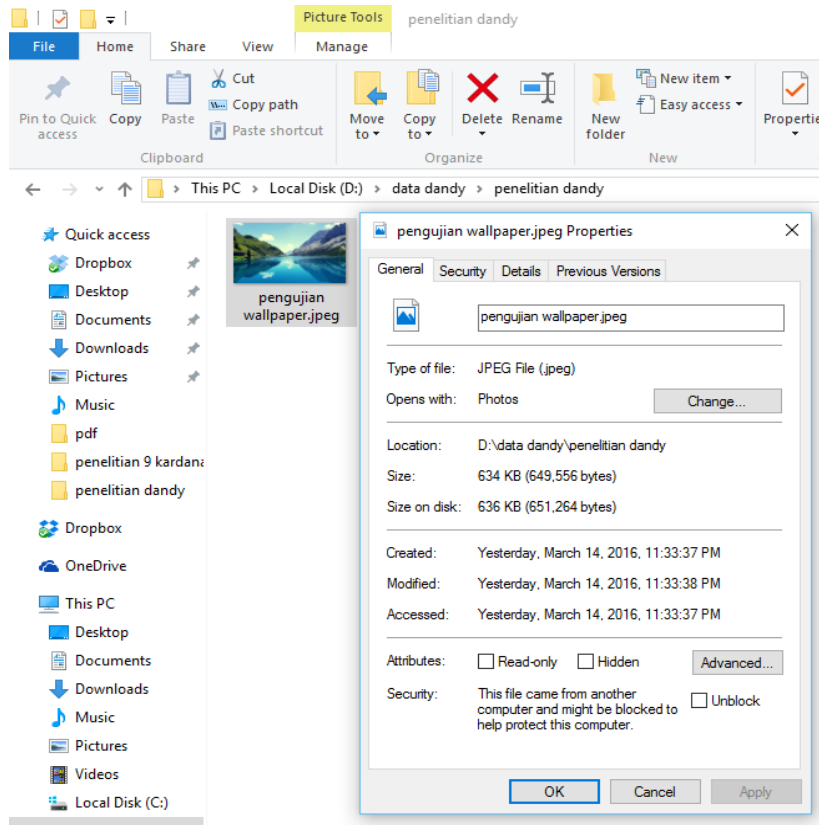 Picture Tools
penelitian dandy
File
Home
Share
View
Manage
Pin to Quick
access
Copy
Paste
Cut
W... Copy path
Paste shortcut
Clipboard
Move
to
Copy
to
Delete
Rename
Organize
New
folder
New item
Easy access
New
Propertie
This PC > Local Disk (D:) > data dandy > penelitian dandy
Quick access
Dropbox
Desktop
Documents
Downloads
Pictures
Music
pdf
penelitian 9 kardana
penelitian dandy
Dropbox
OneDrive
This PC
Desktop
Documents
Downloads
Music
Pictures
Videos
Local Disk (C:)
pengujian
wallpaper.jpeg
pengujian wallpaper.jpeg Properties
General
Security
Details
Previous Versions
pengujian wallpaper.jpeg
Type of file: JPEG File (.jpeg)
Opens with: Photos
Change...
Location: D:\data dandy\penelitian dandy
Size: 634 KB (649,556 bytes)
Size on disk: 636 KB (651,264 bytes)
Created: Yesterday, March 14, 2016, 11:33:37 PM
Modified: Yesterday, March 14, 2016, 11:33:38 PM
Accessed: Yesterday, March 14, 2016, 11:33:37 PM
Attributes: Read-only Hidden
Advanced...
Security: This file came from another
computer and might be blocked to
help protect this computer.
Unblock
OK
Cancel
Apply